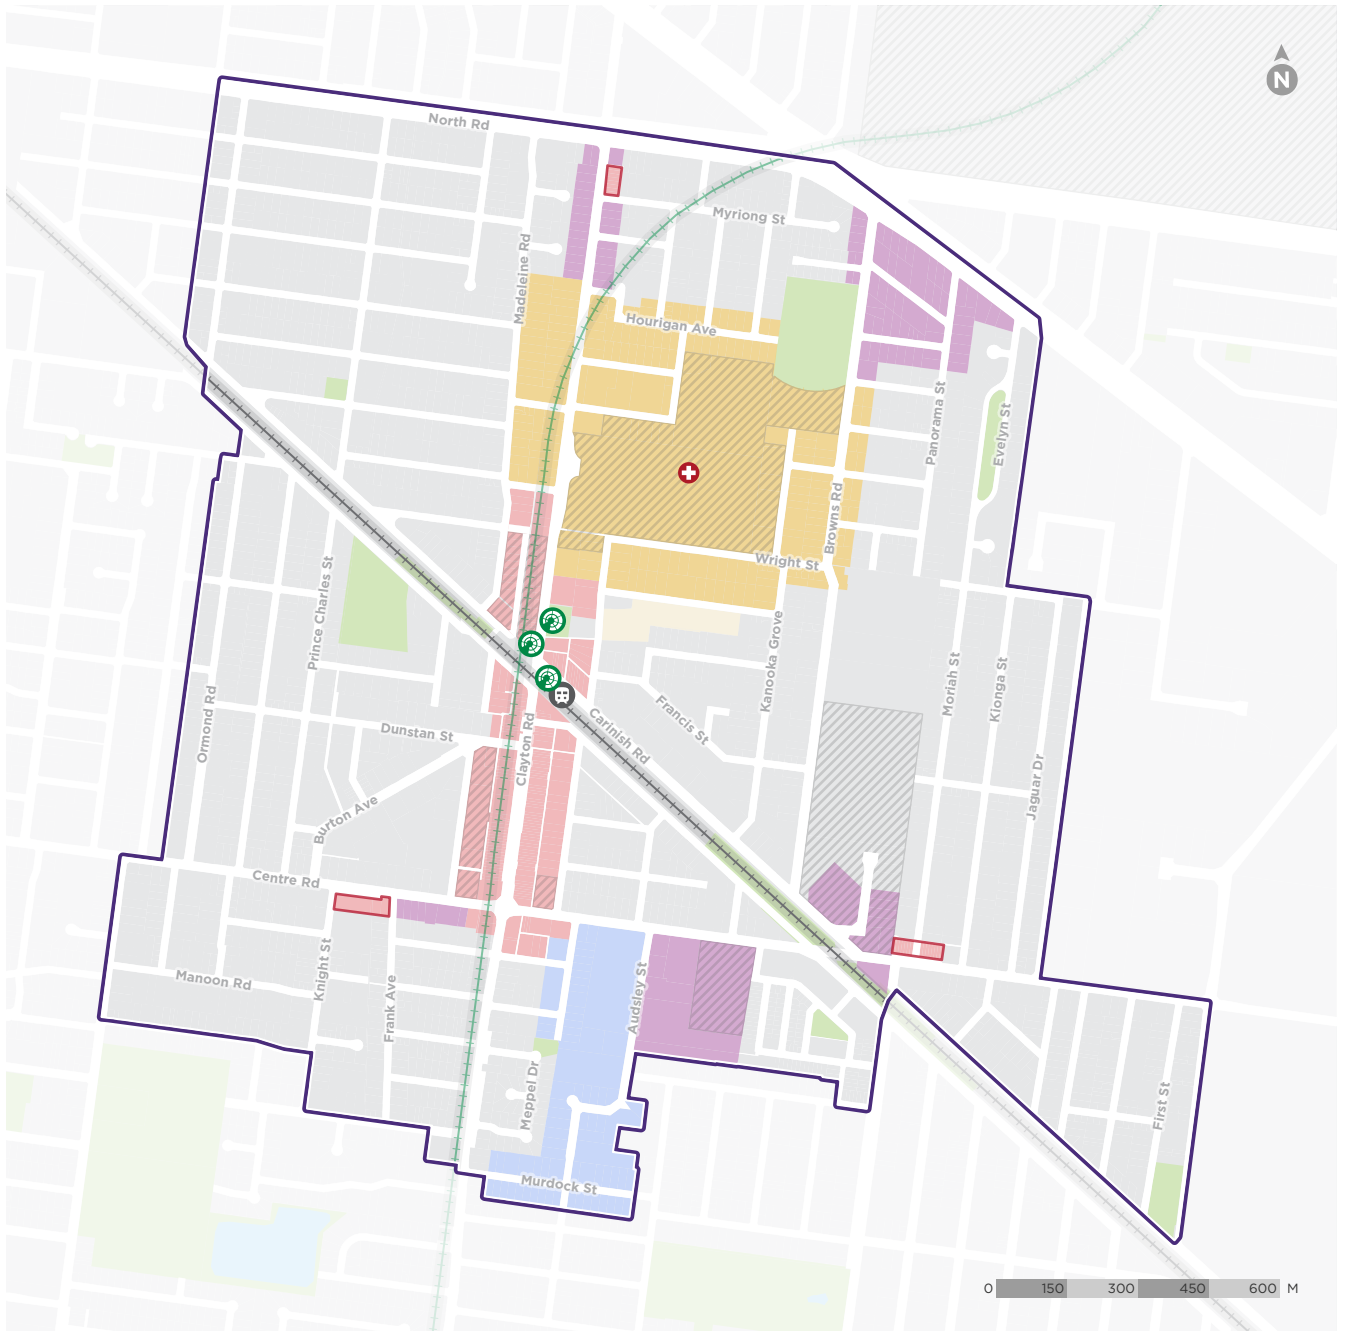 N
North Rd
Myriong St
Madeleine Rd
Hourigan Ave
Panorama St
Evelyn St
Browns Rd
Wright St
Prince Charles St
Kanooka Grove
Moriah St
Kionga St
Ormond Rd
Francis St
Carinish Rd
Dunstan St
Clayton Rd
Jaguar Dr
Burton Ave
Centre Rd
Knight St
Manoon Rd
Frank Ave
Audsley St
Meppel Dr
First St
Murdock St
0 150 300 450 600 M